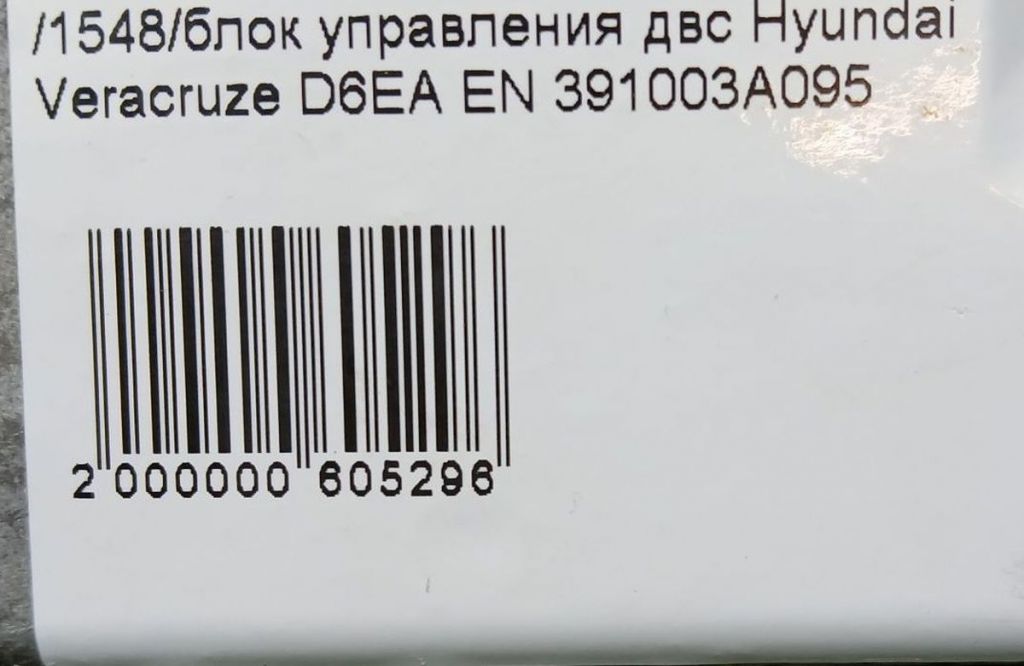 /1548/блок управления двс Hyundai
Veracruze D6EA EN 391003A095
2 000000 605296